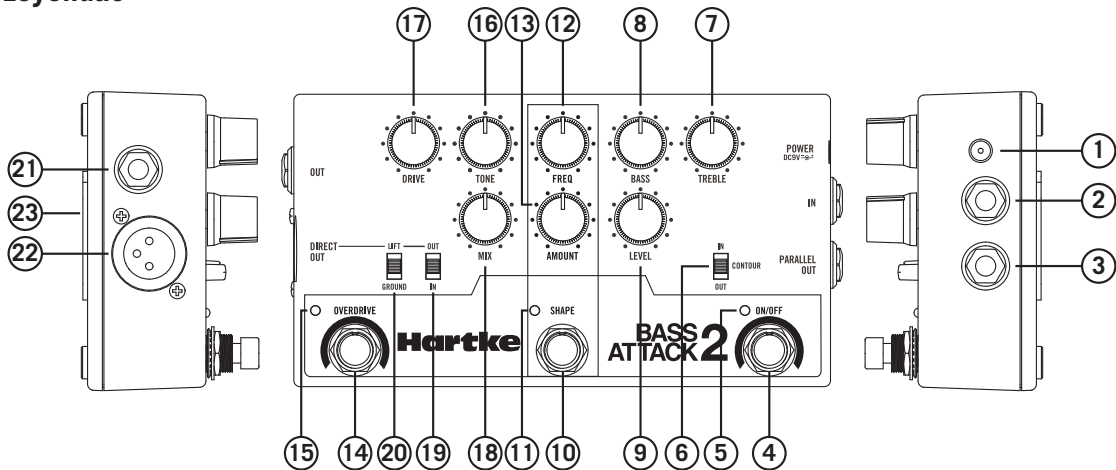 17 16 13 12 8 7
DRIVE TONE FREQ BASS TREBLE
POWER
DC9V
OUT
IN
MIX AMOUNT LEVEL
DIRECT
OUT
LIFT OUT
GROUND IN
IN
CONTOUR
OUT
PARALLEL
OUT
OVERDRIVE SHAPE ON/OFF
Hartke
BASS
ATTACK 2
21
23
22
1
2
3
15 14 20 19 18 11 10 9 6 5 4